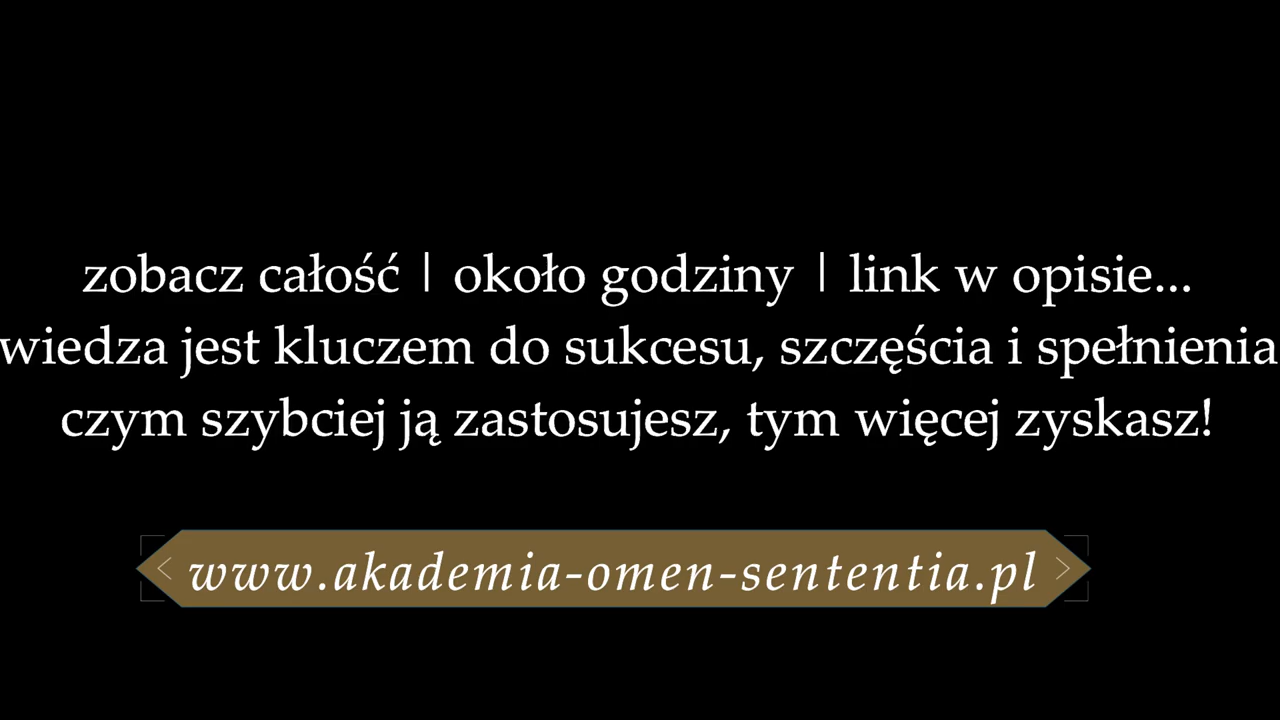 zobacz całość | około godziny | link w opisie...
wiedza jest kluczem do sukcesu, szczęścia i spełnienia
czym szybciej ją zastosujesz, tym więcej zyskasz!
www.akademia-omen-sententia.pl